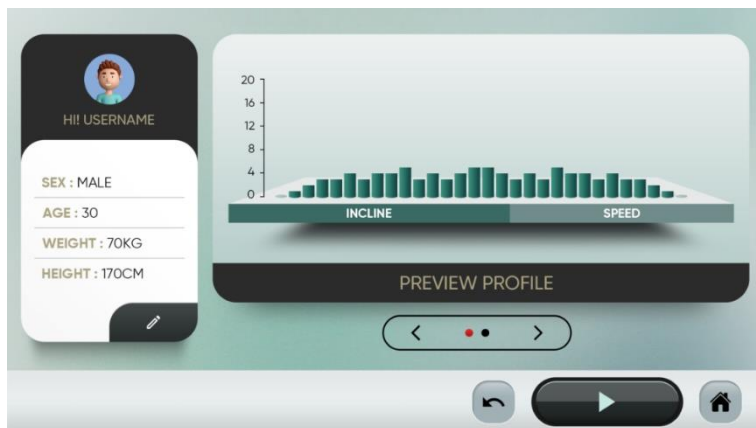 HI! USERNAME
SEX : MALE
AGE : 30
WEIGHT : 70KG
HEIGHT : 170CM
20
16
12
8
4
0
INCLINE
SPEED
PREVIEW PROFILE